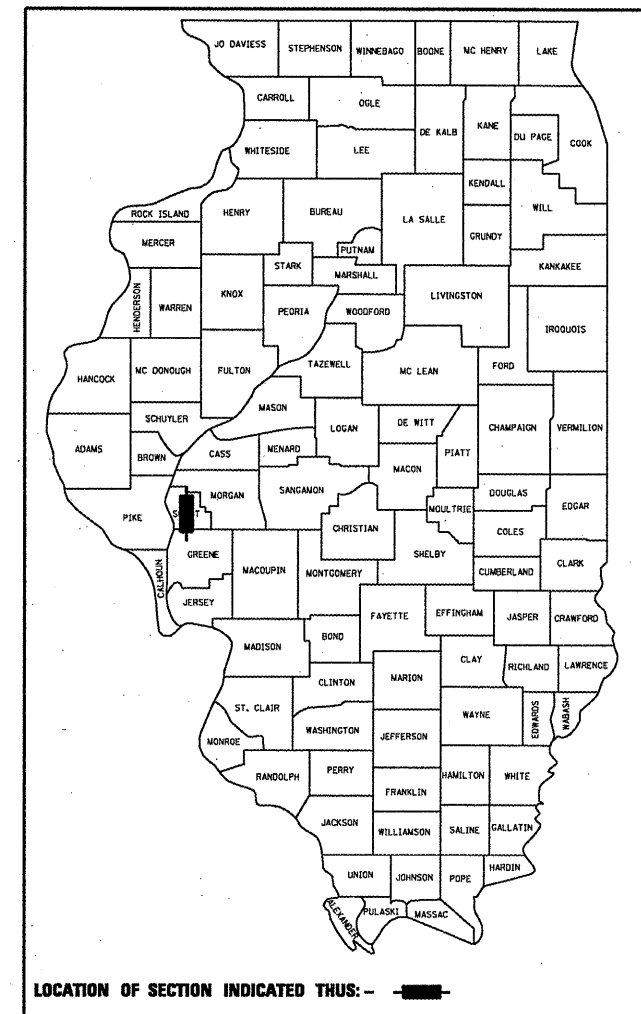 JO DAVIESS STEPHENSON WINNEBAGO BOONE MC HENRY LAKE
CARROLL OGLE DE KALB KANE DU PAGE COOK
WHITESIDE LEE
KENDALL WILL
ROCK ISLAND HENRY BUREAU LA SALLE GRUNDY
MERCER PUTNAM
STARK MARSHALL KANKAKEE
HENDERSON WARREN KNOX PEORIA WOODFORD LIVINGSTON IROQUOIS
HANCOCK MC DONOUGH FULTON TAZEWELL MC LEAN FORD
SCHUYLER MASON LOGAN DE WITT CHAMPAIGN VERMILION
ADAMS BROWN CASS MENARD MACON PIATT
PIKE MORGAN SANGAMON MOULTRIE DOUGLAS EDGAR
CHRISTIAN COLES
GREENE MACOUPIN MONTGOMERY SHELBY CUMBERLAND CLARK
CALHOUN JERSEY FAYETTE EFFINGHAM JASPER CRAWFORD
MADISON BOND
CLAY RICHLAND LAWRENCE
CLINTON MARION
ST. CLAIR WAYNE EDWARDS WABASH
WASHINGTON JEFFERSON
MONROE
RANDOLPH PERRY HAMILTON WHITE
FRANKLIN
JACKSON WILLIAMSON SALINE GALLATIN
UNION JOHNSON POPE HARDIN
ALEXANDER PULASKI MASSAC
LOCATION OF SECTION INDICATED THUS: -